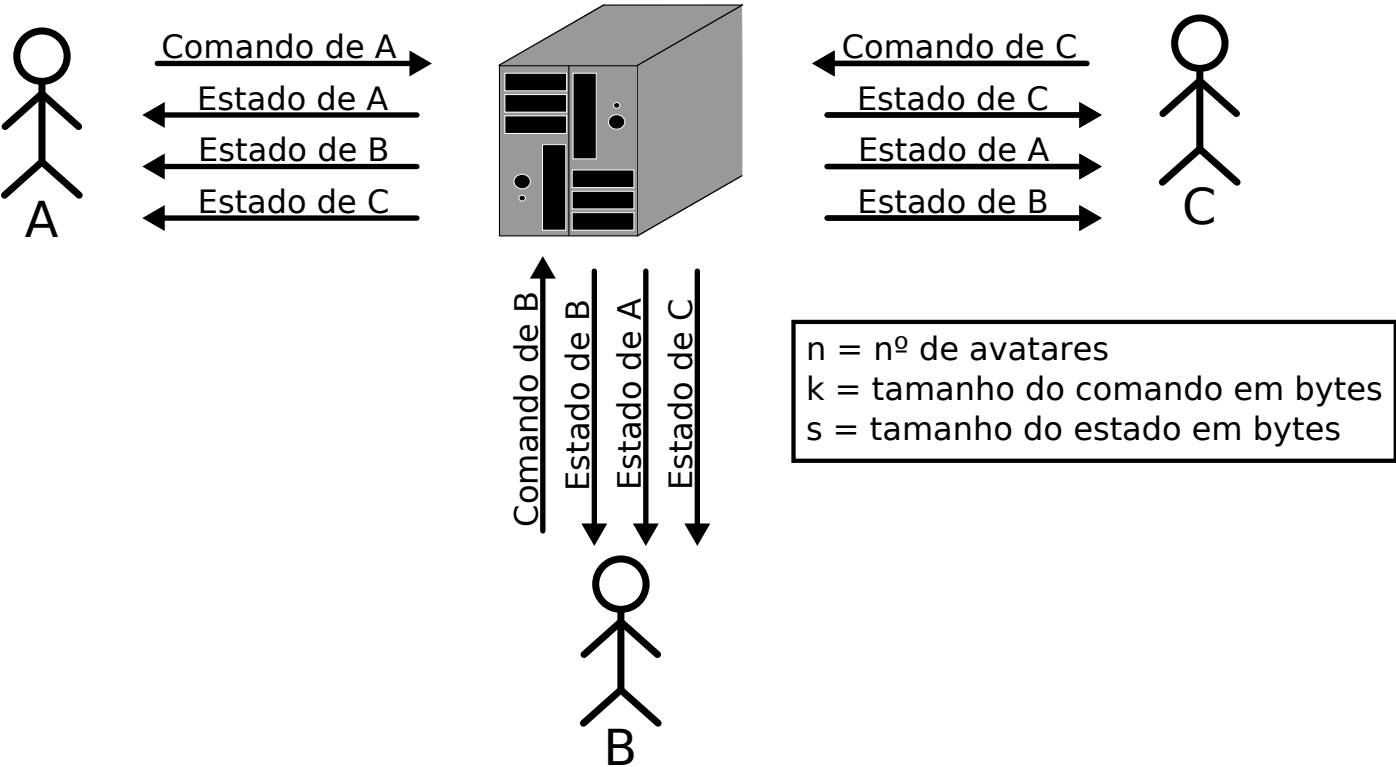 Comando de A
Estado de A
Estado de B
Estado de C
A
Comando de C
Estado de C
Estado de A
Estado de B
C
Comando de B
Estado de B
Estado de A
Estado de C
B
n = nº de avatares
k = tamanho do comando em bytes
s = tamanho do estado em bytes